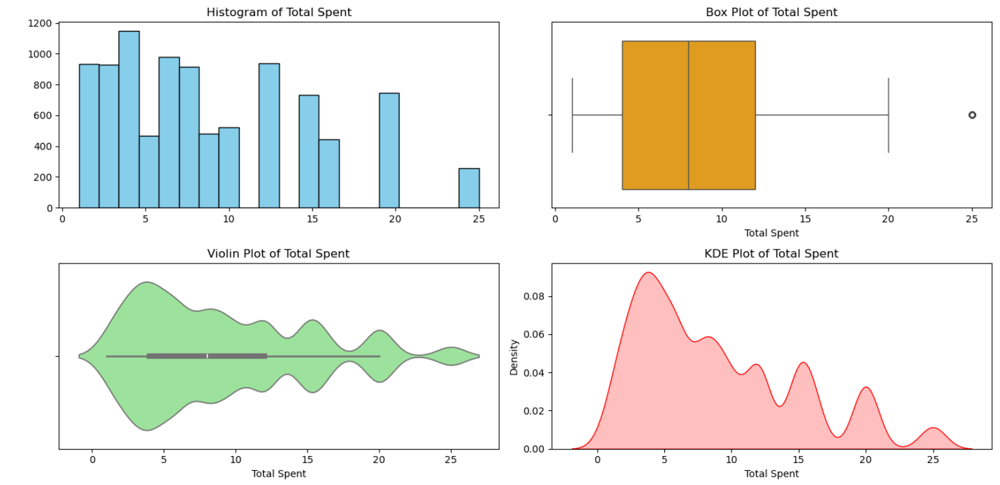 Histogram of Total Spent
1200
1000
800
600
400
200
0
0 5 10 15 20 25
Box Plot of Total Spent
0 5 10 15 20 25
Total Spent
Violin Plot of Total Spent
0 5 10 15 20 25
Total Spent
KDE Plot of Total Spent
Density
0.08
0.06
0.04
0.02
0.00
0 5 10 15 20 25
Total Spent